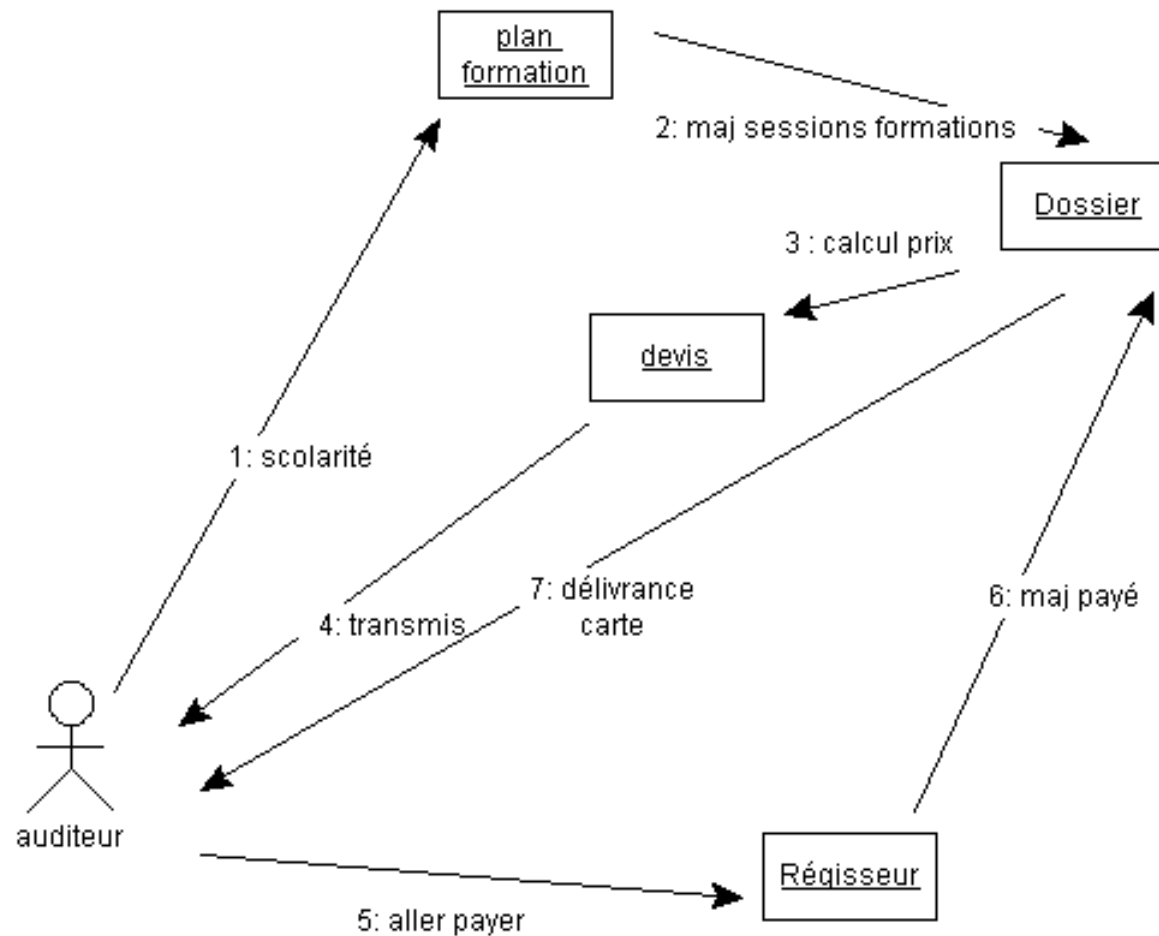 plan
formation
2: maj sessions formations
Dossier
3 : calcul prix
devis
1: scolarité
7: délivrance
carte
6: maj payé
4: transmis
auditeur
Régisseur
5: aller payer